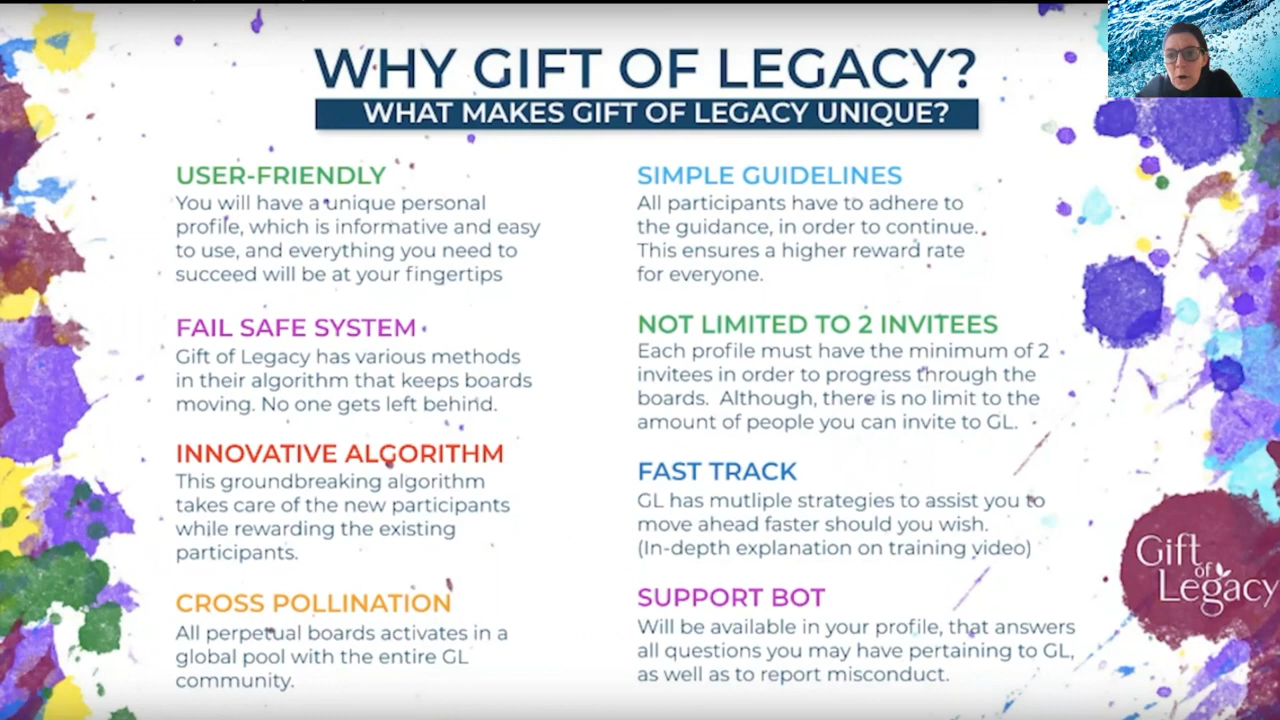 WHY GIFT OF LEGACY?
WHAT MAKES GIFT OF LEGACY UNIQUE?
USER-FRIENDLY
You will have a unique personal
profile, which is informative and easy
to use, and everything you need to
succeed will be at your fingertips
FAIL SAFE SYSTEM
Gift of Legacy has various methods
in their algorithm that keeps boards
moving. No one gets left behind.
INNOVATIVE ALGORITHM
This groundbreaking algorithm
takes care of the new participants
while rewarding the existing
participants.
CROSS POLLINATION
All perpetual boards activates in a
global pool with the entire GL
community.
SIMPLE GUIDELINES
All participants have to adhere to
the guidance, in order to continue.
This ensures a higher reward rate
for everyone.
NOT LIMITED TO 2 INVITEES
Each profile must have the minimum of 2
invitees in order to progress through the
boards. Although, there is no limit to the
amount of people you can invite to GL.
FAST TRACK
GL has mutliple strategies to assist you to
move ahead faster should you wish.
(In-depth explanation on training video)
SUPPORT BOT
Will be available in your profile, that answers
all questions you may have pertaining to GL,
as well as to report misconduct.
Gift
of
Legacy